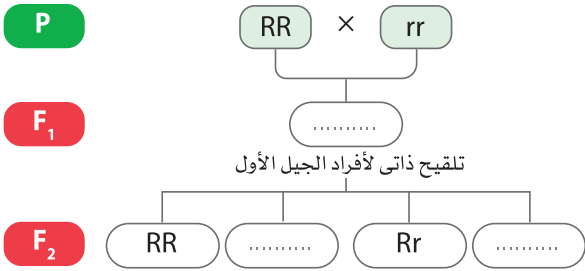 P RR × rr
F₁ ..........
تلقيح ذاتى لأفراد الجيل الأول
F₂ RR .......... Rr ..........